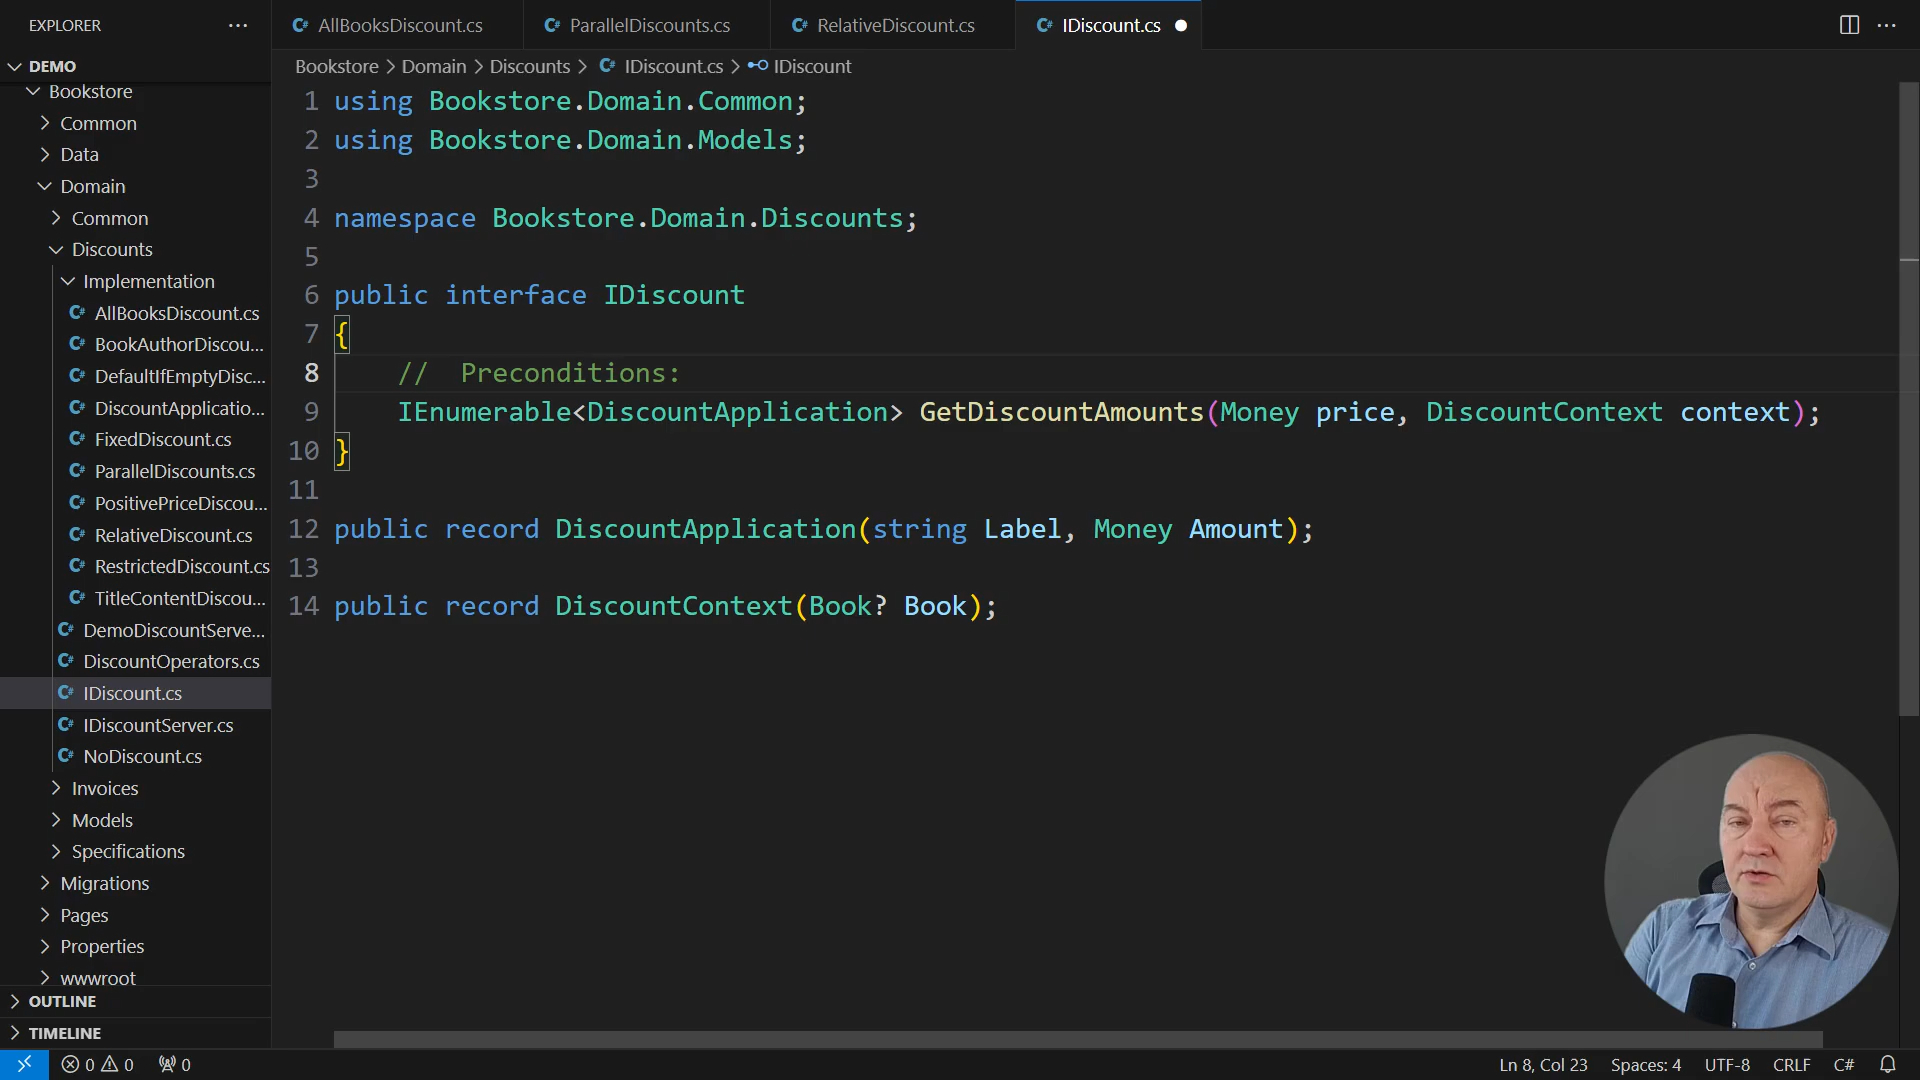 EXPLORER
DEMO
Bookstore
Common
Data
Domain
Common
Discounts
Implementation
AllBooksDiscount.cs
BookAuthorDiscou...
DefaultIfEmptyDisc...
DiscountApplicatio...
FixedDiscount.cs
ParallelDiscounts.cs
PositivePriceDiscou...
RelativeDiscount.cs
RestrictedDiscount.cs
TitleContentDiscou...
DemoDiscountServe...
DiscountOperators.cs
IDiscount.cs
IDiscountServer.cs
NoDiscount.cs
Invoices
Models
Specifications
Migrations
Pages
Properties
wwwroot
OUTLINE
TIMELINE
AllBooksDiscount.cs ParallelDiscounts.cs RelativeDiscount.cs IDiscount.cs
Bookstore > Domain > Discounts > IDiscount.cs > IDiscount
1 using Bookstore.Domain.Common;
2 using Bookstore.Domain.Models;
3
4 namespace Bookstore.Domain.Discounts;
5
6 public interface IDiscount
7 {
8 // Preconditions:
9 IEnumerable<DiscountApplication> GetDiscountAmounts(Money price, DiscountContext context);
10 }
11
12 public record DiscountApplication(string Label, Money Amount);
13
14 public record DiscountContext(Book? Book);
0 0 0 Ln 8, Col 23 Spaces: 4 UTF-8 CRLF C#